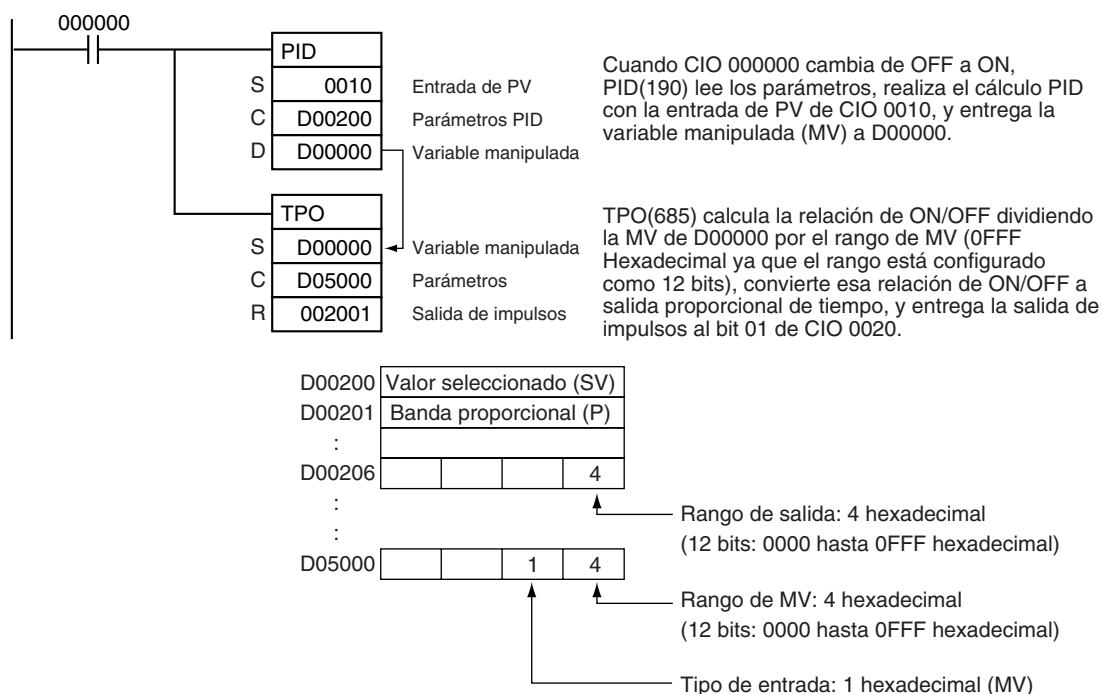 000000
PID
S 0010 Entrada de PV
C D00200 Parámetros PID
D D00000 Variable manipulada
Cuando CIO 000000 cambia de OFF a ON,
PID(190) lee los parámetros, realiza el cálculo PID
con la entrada de PV de CIO 0010, y entrega la
variable manipulada (MV) a D00000.
TPO
S D00000 Variable manipulada
C D05000 Parámetros
R 002001 Salida de impulsos
TPO(685) calcula la relación de ON/OFF dividiendo
la MV de D00000 por el rango de MV (0FFF
Hexadecimal ya que el rango está configurado
como 12 bits), convierte esa relación de ON/OFF a
salida proporcional de tiempo, y entrega la salida de
impulsos al bit 01 de CIO 0020.
D00200 Valor seleccionado (SV)
D00201 Banda proporcional (P)
:
D00206 4
:
:
Rango de salida: 4 hexadecimal
(12 bits: 0000 hasta 0FFF hexadecimal)
D05000 1 4
Rango de MV: 4 hexadecimal
(12 bits: 0000 hasta 0FFF hexadecimal)
Tipo de entrada: 1 hexadecimal (MV)